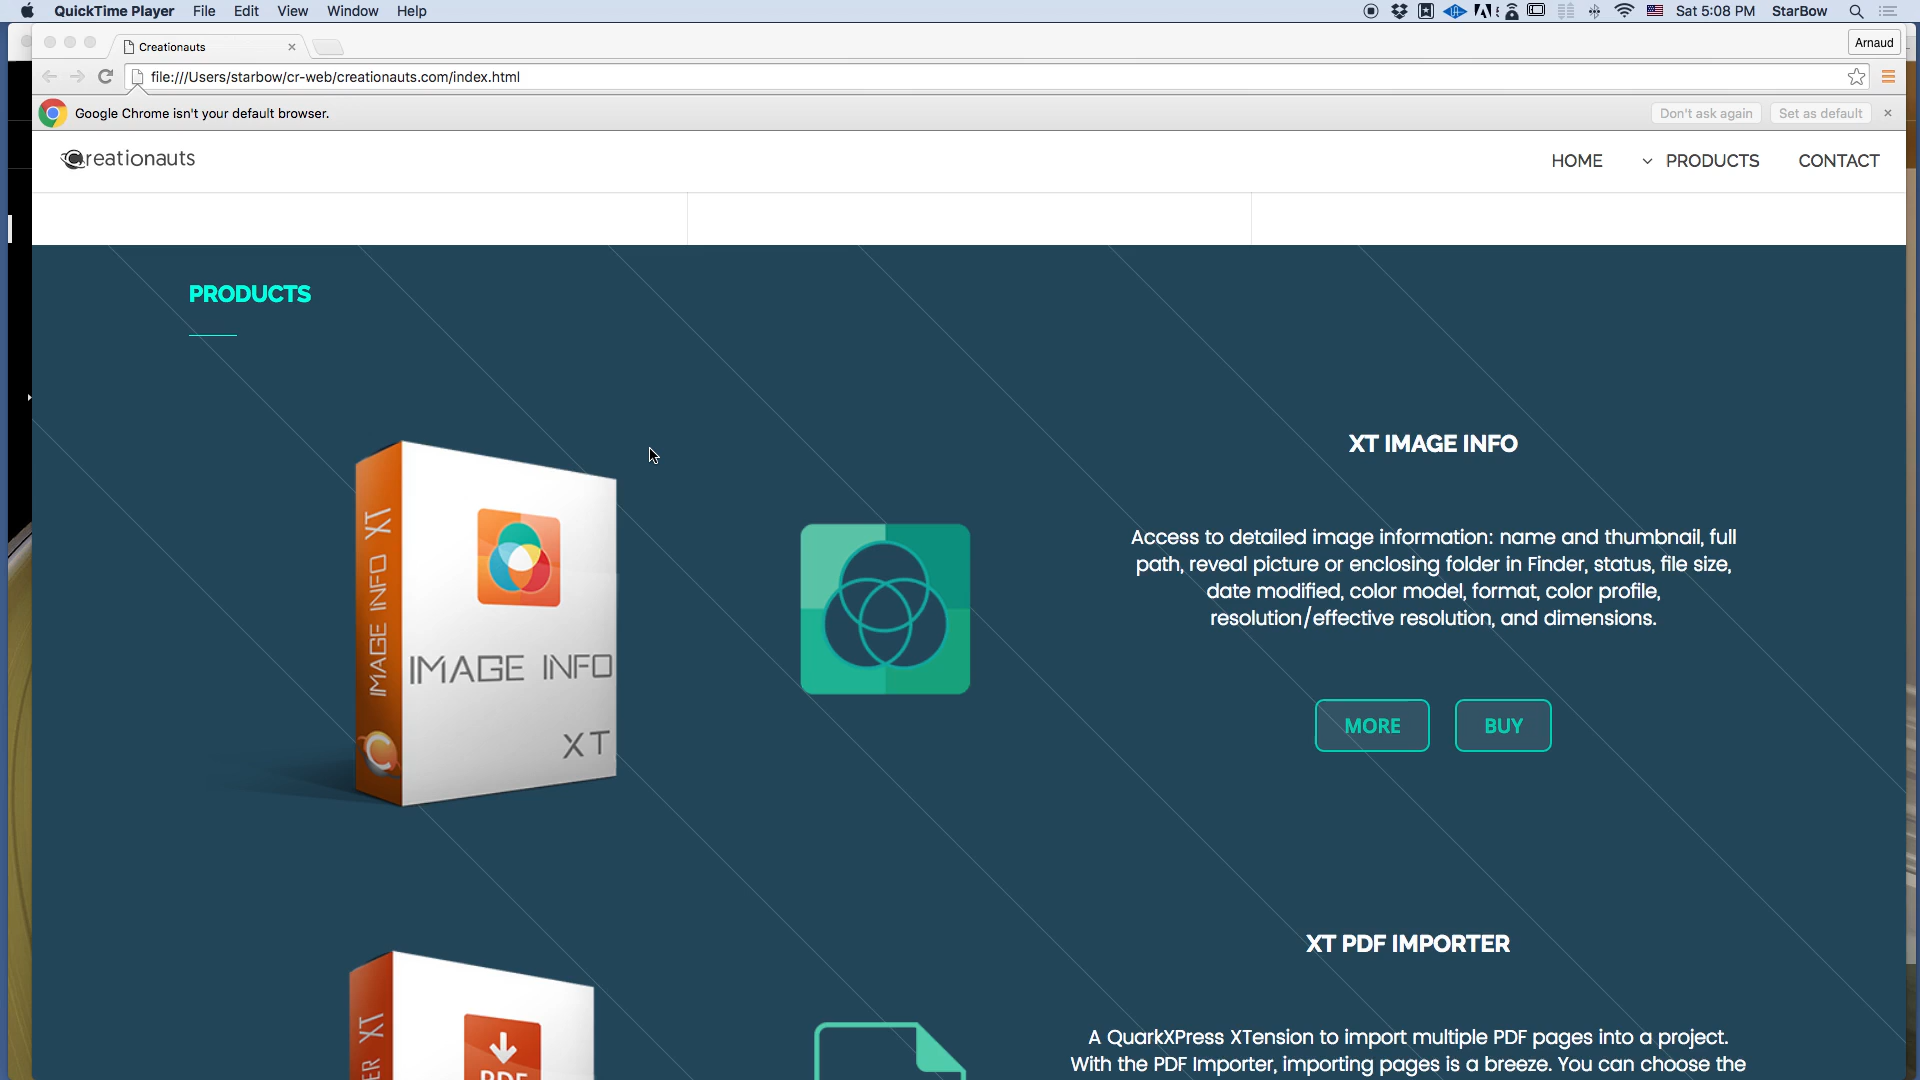 QuickTime Player File Edit View Window Help Sat 5:08 PM StarBow
Creationauts
Arnaud
file:///Users/starbow/cr-web/creationauts.com/index.html
Google Chrome isn't your default browser. Don't ask again Set as default
Creationauts HOME PRODUCTS CONTACT
PRODUCTS
XT IMAGE INFO
Access to detailed image information: name and thumbnail, full
path, reveal picture or enclosing folder in Finder, status, file size,
date modified, color model, format, color profile,
resolution/effective resolution, and dimensions.
MORE BUY
IMAGE INFO XT
IMAGE INFO
XT
XT PDF IMPORTER
A QuarkXPress XTension to import multiple PDF pages into a project.
With the PDF Importer, importing pages is a breeze. You can choose the
ER XT
PDF